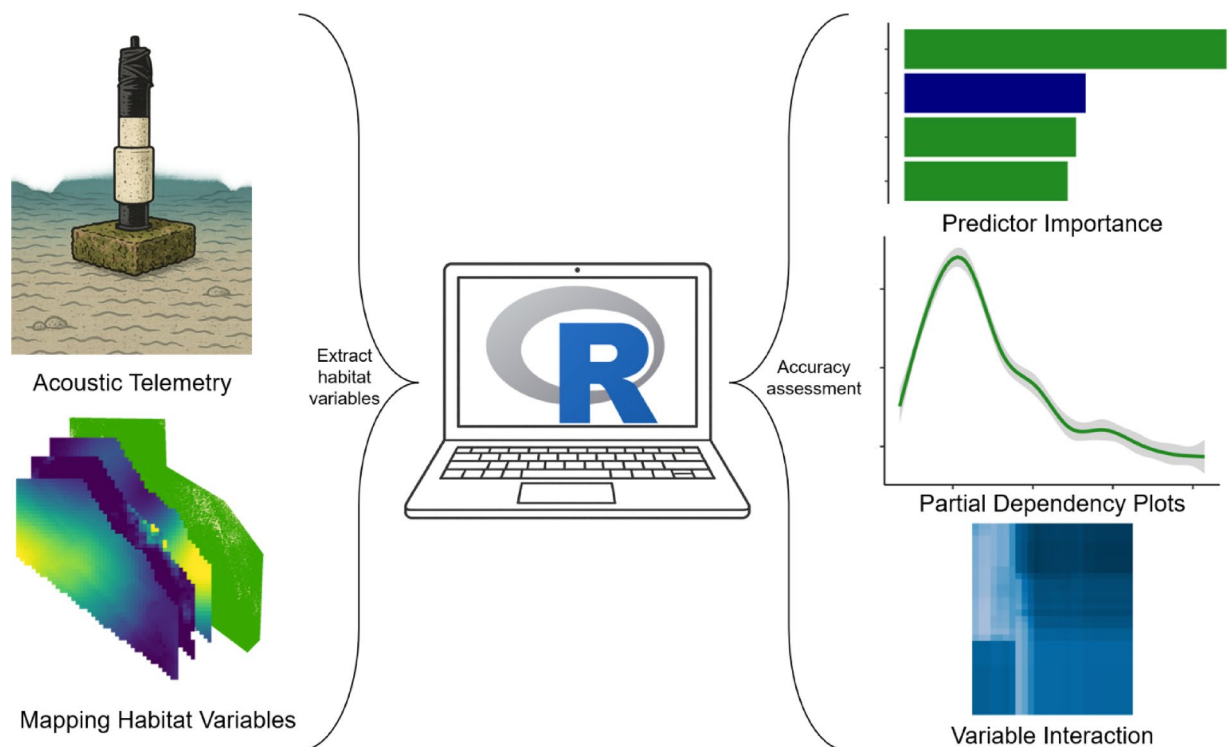 Acoustic Telemetry
Mapping Habitat Variables
Extract
habitat
variables
R
Accuracy
assessment
Predictor Importance
Partial Dependency Plots
Variable Interaction